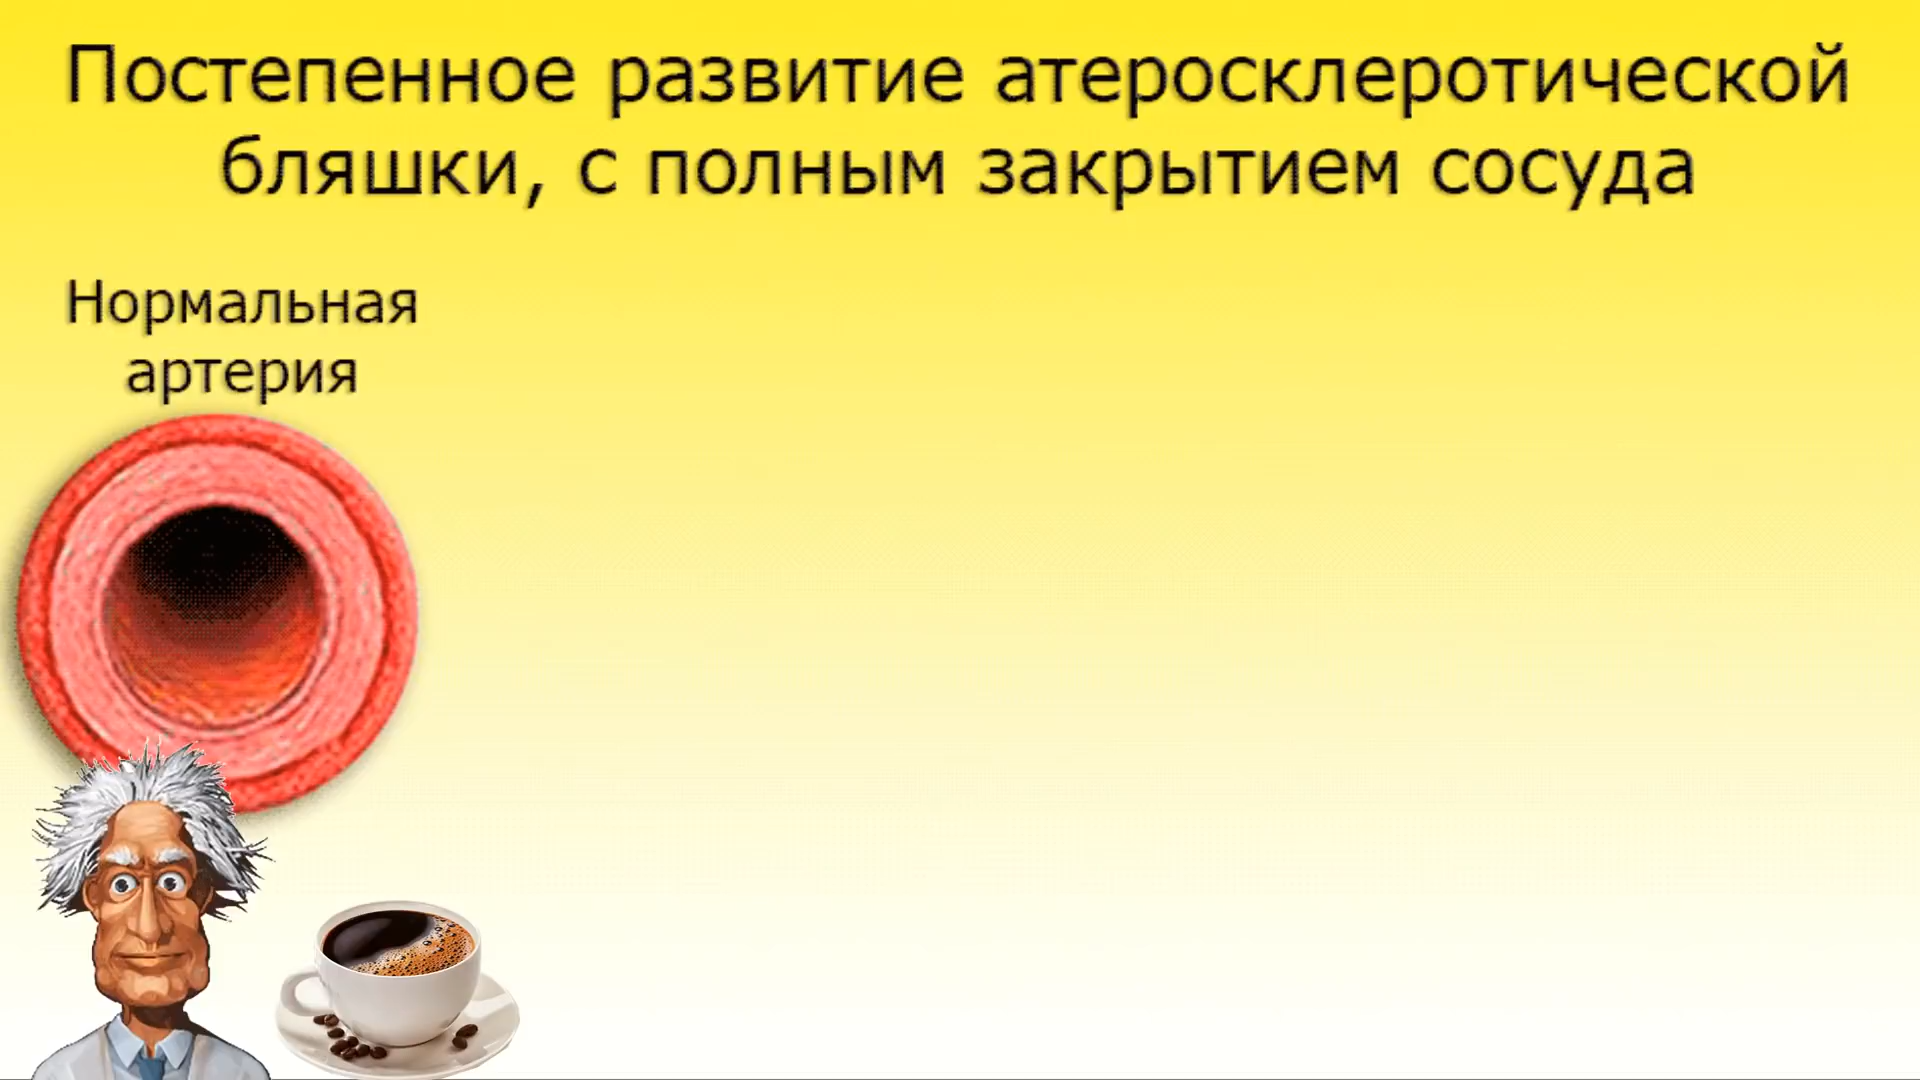 Постепенное развитие атеросклеротической
бляшки, с полным закрытием сосуда
Нормальная
артерия